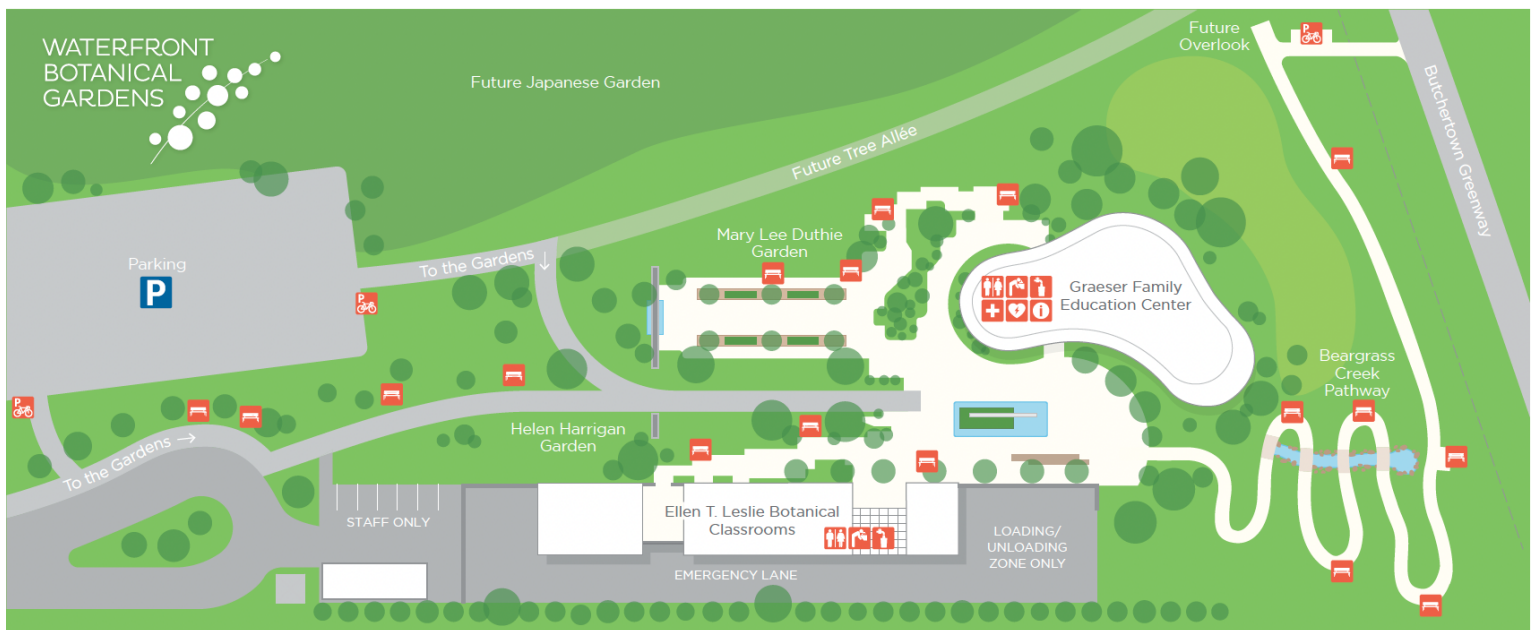 WATERFRONT
BOTANICAL
GARDENS
Future Japanese Garden
Future
Overlook
P
Butchertown Greenway
Future Tree Allée
Mary Lee Duthie
Garden
Parking
P
To the Gardens →
P
Graeser Family
Education Center
i
Beargrass
Creek
Pathway
P
To the Gardens →
Helen Harrigan
Garden
STAFF ONLY
Ellen T. Leslie Botanical
Classrooms
LOADING/
UNLOADING
ZONE ONLY
EMERGENCY LANE